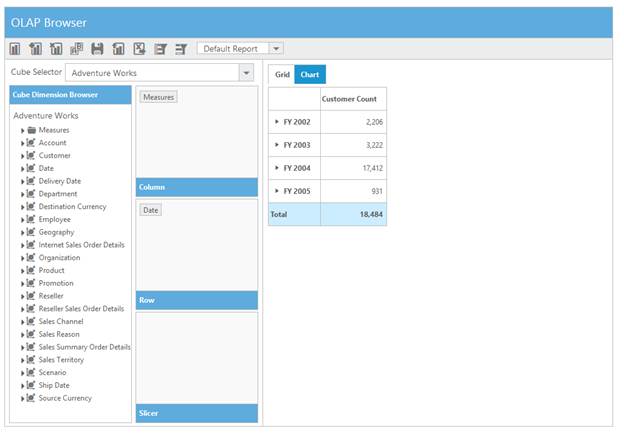 OLAP Browser
Default Report
Cube Selector Adventure Works
Cube Dimension Browser
Adventure Works
Measures
Account
Customer
Date
Delivery Date
Department
Destination Currency
Employee
Geography
Internet Sales Order Details
Organization
Product
Promotion
Reseller
Reseller Sales Order Details
Sales Channel
Sales Reason
Sales Summary Order Details
Sales Territory
Scenario
Ship Date
Source Currency
Measures
Column
Date
Row
Slicer
Grid Chart
Customer Count
FY 2002 2,206
FY 2003 3,222
FY 2004 17,412
FY 2005 931
Total 18,484